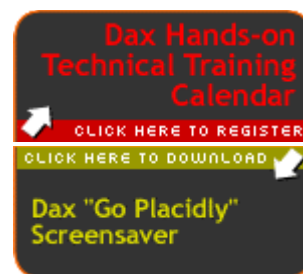 Dax Hands-on
Technical Training
Calendar
CLICK HERE TO REGISTER
CLICK HERE TO DOWNLOAD
Dax "Go Placidly"
Screensaver